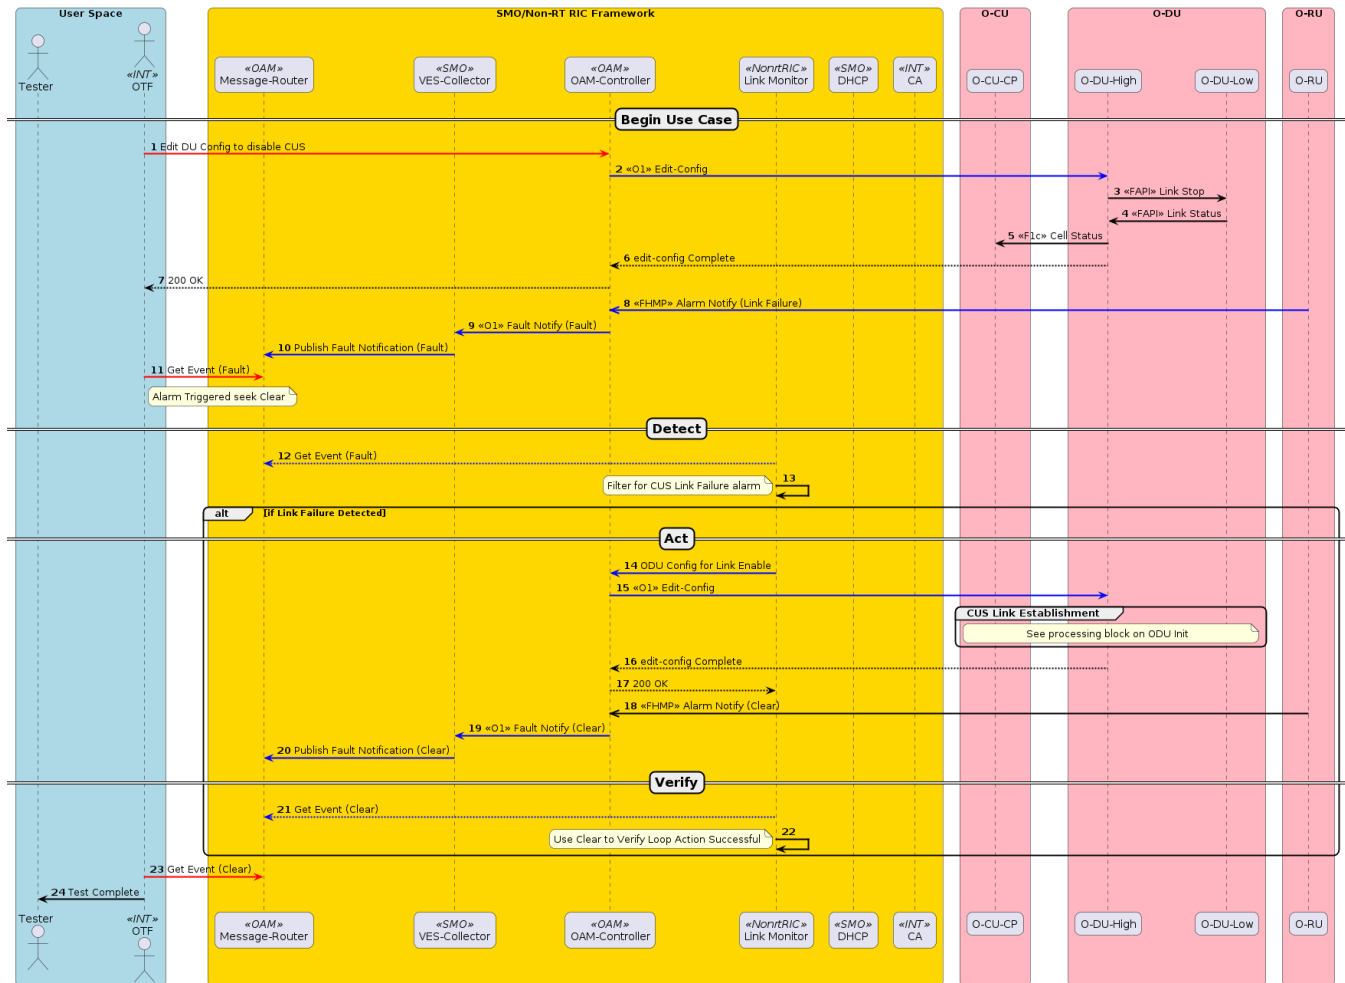 User Space
SMO/Non-RT RIC Framework
O-CU
O-DU
O-RU
Tester
«INT»
OTF
«OAM»
Message-Router
«SMO»
VES-Collector
«OAM»
OAM-Controller
«NonrtRIC»
Link Monitor
«SMO»
DHCP
«INT»
CA
O-CU-CP
O-DU-High
O-DU-Low
O-RU
Begin Use Case
1 Edit DU Config to disable CUS
2 «O1» Edit-Config
3 «FAPI» Link Stop
4 «FAPI» Link Status
5 «F1c» Cell Status
6 edit-config Complete
7 200 OK
8 «FHMP» Alarm Notify (Link Failure)
9 «O1» Fault Notify (Fault)
10 Publish Fault Notification (Fault)
11 Get Event (Fault)
Alarm Triggered seek Clear
Detect
12 Get Event (Fault)
13
Filter for CUS Link Failure alarm
alt
[if Link Failure Detected]
Act
14 ODU Config for Link Enable
15 «O1» Edit-Config
CUS Link Establishment
See processing block on ODU Init
16 edit-config Complete
17 200 OK
18 «FHMP» Alarm Notify (Clear)
19 «O1» Fault Notify (Clear)
20 Publish Fault Notification (Clear)
Verify
21 Get Event (Clear)
22
Use Clear to Verify Loop Action Successful
23 Get Event (Clear)
24 Test Complete
Tester
«INT»
OTF
«OAM»
Message-Router
«SMO»
VES-Collector
«OAM»
OAM-Controller
«NonrtRIC»
Link Monitor
«SMO»
DHCP
«INT»
CA
O-CU-CP
O-DU-High
O-DU-Low
O-RU